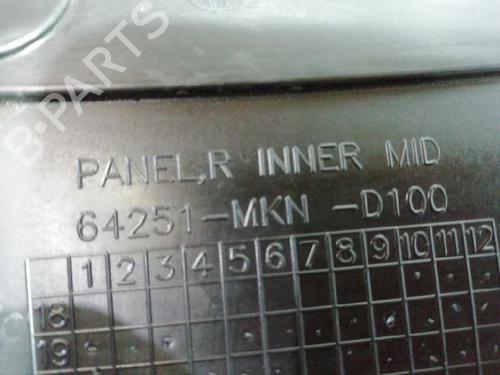 B-PARTS
PANEL,R INNER MID
64251-MKN -D100
1 2 3 4 5 6 7 8 9 10 11 12
18
19